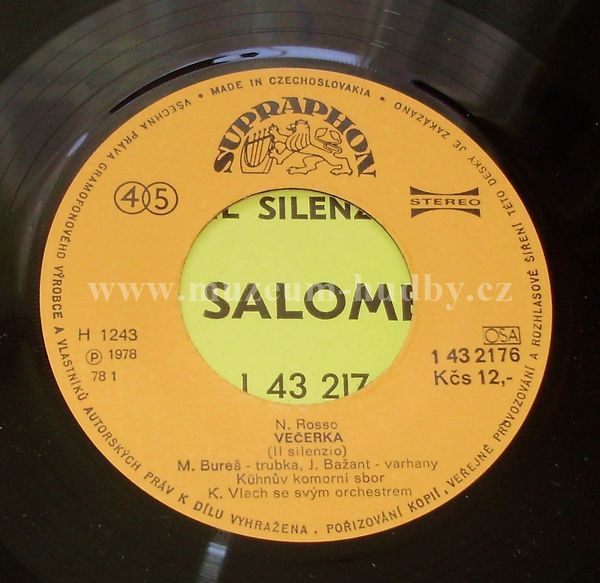 • MADE IN CZECHOSLOVAKIA •
VŠECHNA PRÁVA GRAMOFONOVÉHO VÝROBCE A VLASTNÍKŮ AUTORSKÝCH PRÁV K DÍLU VYHRAŽENA. POŘIZOVÁNÍ KOPIÍ, VEŘEJNÉ PROVOZOVÁNÍ A ROZHLASOVÉ ŠÍŘENÍ TÉTO DESKY JE ZAKÁZÁNO
SUPRAPHON
45
STEREO
IL SILENZ
SALOM
1 43 217
www.muzeum-hudby.cz
H 1243
Ⓟ 1978
78 1
OSA
1 43 2176
Kčs 12,-
N. Rosso
VEČERKA
(Il silenzio)
M. Bureš - trubka, J. Bažant - varhany
Kühnův komorní sbor
K. Vlach se svým orchestrem